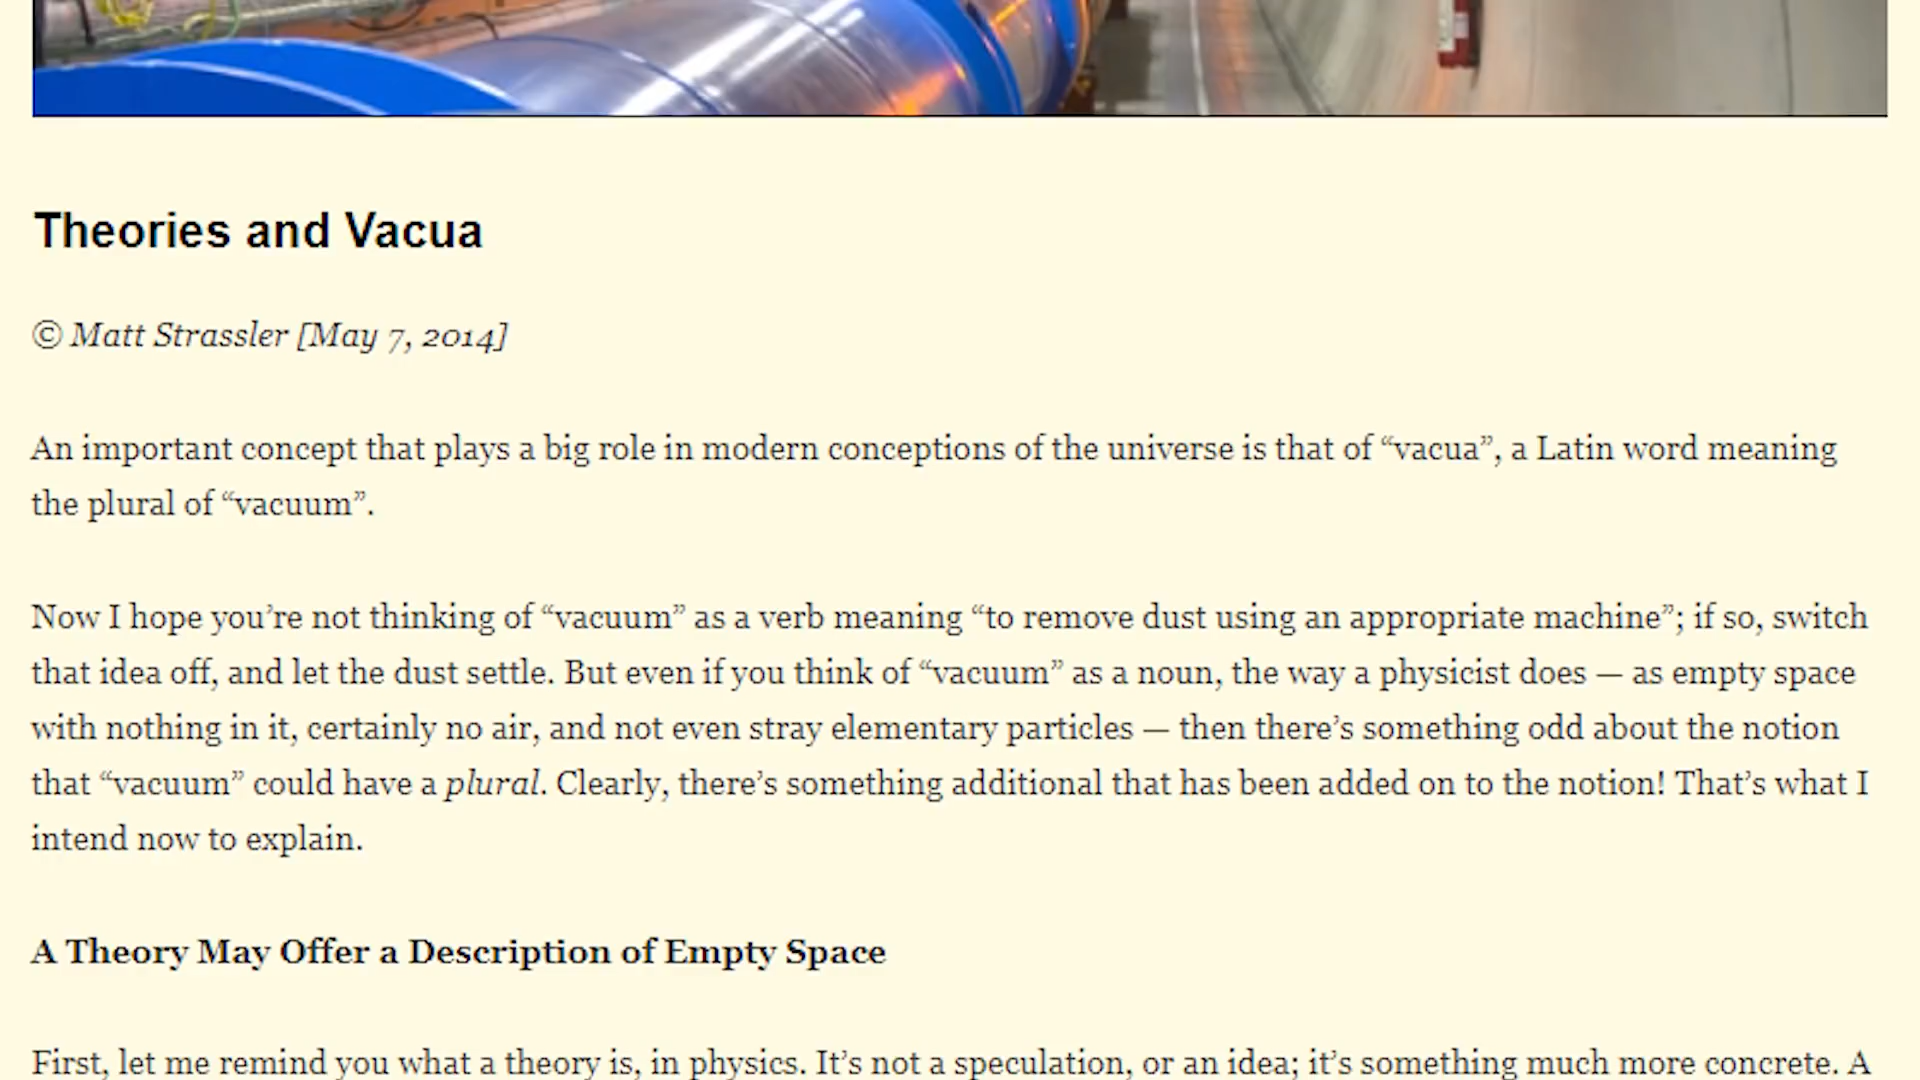 Theories and Vacua
© Matt Strassler [May 7, 2014]
An important concept that plays a big role in modern conceptions of the universe is that of “vacua”, a Latin word meaning
the plural of “vacuum”.
Now I hope you’re not thinking of “vacuum” as a verb meaning “to remove dust using an appropriate machine”; if so, switch
that idea off, and let the dust settle. But even if you think of “vacuum” as a noun, the way a physicist does — as empty space
with nothing in it, certainly no air, and not even stray elementary particles — then there’s something odd about the notion
that “vacuum” could have a plural. Clearly, there’s something additional that has been added on to the notion! That’s what I
intend now to explain.
A Theory May Offer a Description of Empty Space
First, let me remind you what a theory is, in physics. It’s not a speculation, or an idea; it’s something much more concrete. A